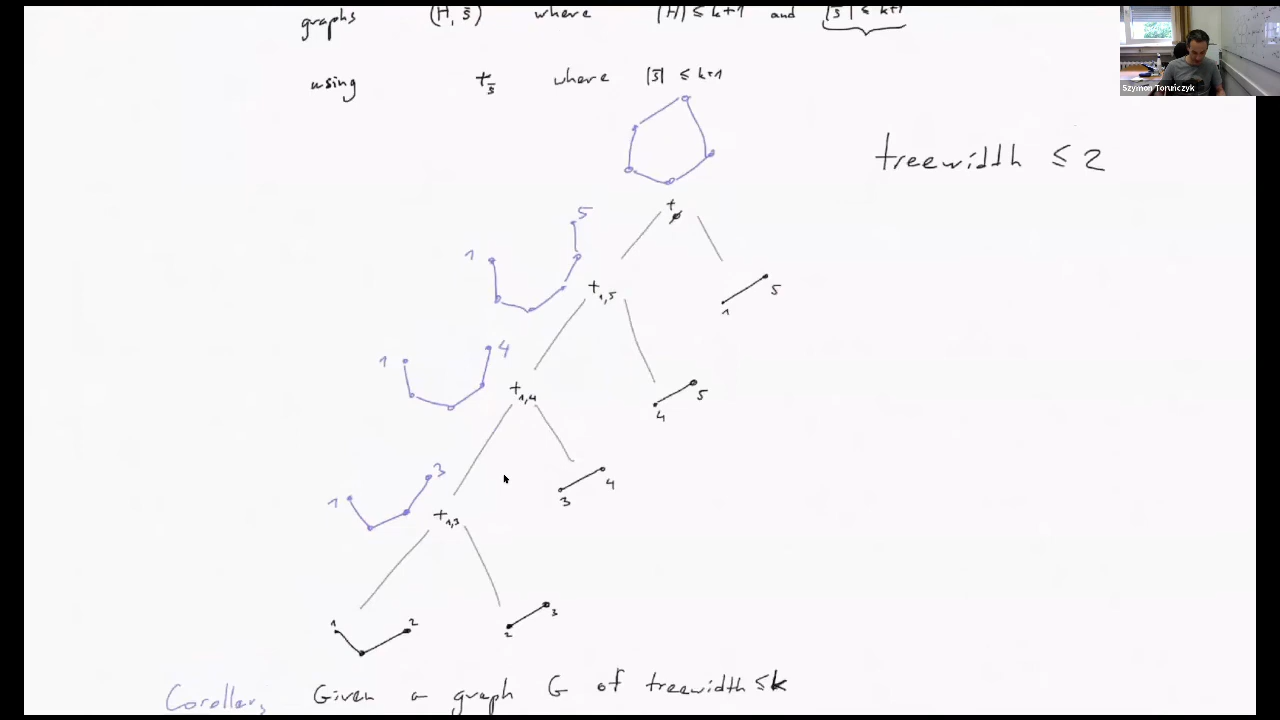 graphs (H, s̄) where |H| ≤ k+1 and |s̄| ≤ k+1
using +s̄ where |s̄| ≤ k+1
Szymon Toruńczyk
treewidth ≤ 2
+∅
5
1
+1,5
1 5
1 4
+1,4
4 5
1 3
3 4
+1,3
1 2
2 3
Corollary Given a graph G of treewidth ≤ k